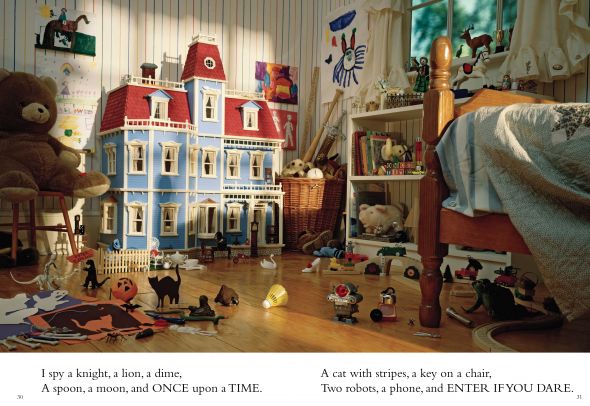 I spy a knight, a lion, a dime,
A spoon, a moon, and ONCE upon a TIME.
A cat with stripes, a key on a chair,
Two robots, a phone, and ENTER IF YOU DARE.
30
31